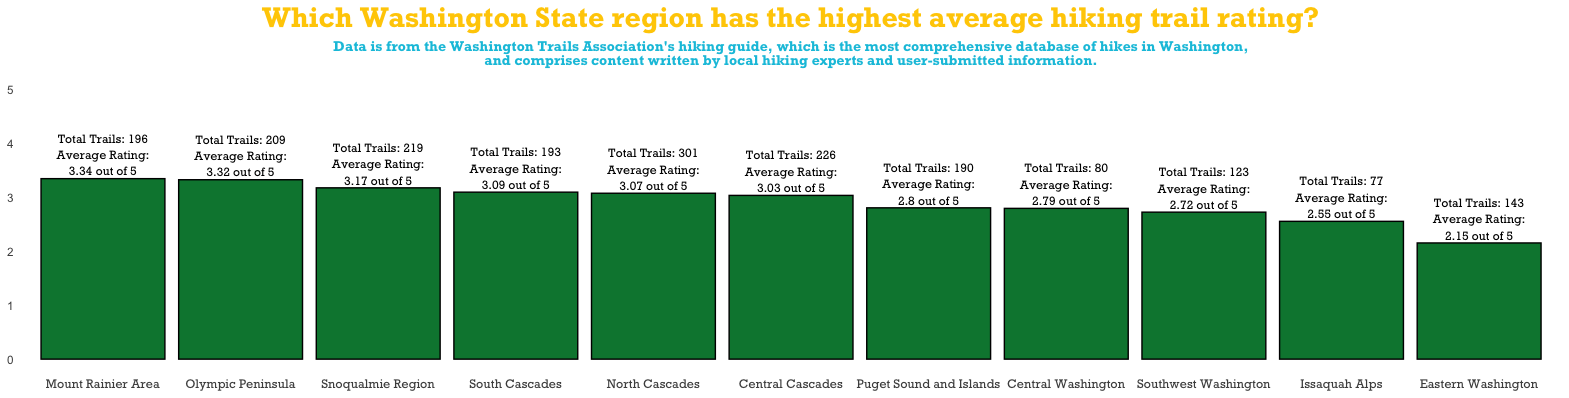 Which Washington State region has the highest average hiking trail rating?
Data is from the Washington Trails Association's hiking guide, which is the most comprehensive database of hikes in Washington,
and comprises content written by local hiking experts and user-submitted information.
5
4
3
2
1
0
Total Trails: 196
Average Rating:
3.34 out of 5
Total Trails: 209
Average Rating:
3.32 out of 5
Total Trails: 219
Average Rating:
3.17 out of 5
Total Trails: 193
Average Rating:
3.09 out of 5
Total Trails: 301
Average Rating:
3.07 out of 5
Total Trails: 226
Average Rating:
3.03 out of 5
Total Trails: 190
Average Rating:
2.8 out of 5
Total Trails: 80
Average Rating:
2.79 out of 5
Total Trails: 123
Average Rating:
2.72 out of 5
Total Trails: 77
Average Rating:
2.55 out of 5
Total Trails: 143
Average Rating:
2.15 out of 5
Mount Rainier Area
Olympic Peninsula
Snoqualmie Region
South Cascades
North Cascades
Central Cascades
Puget Sound and Islands
Central Washington
Southwest Washington
Issaquah Alps
Eastern Washington